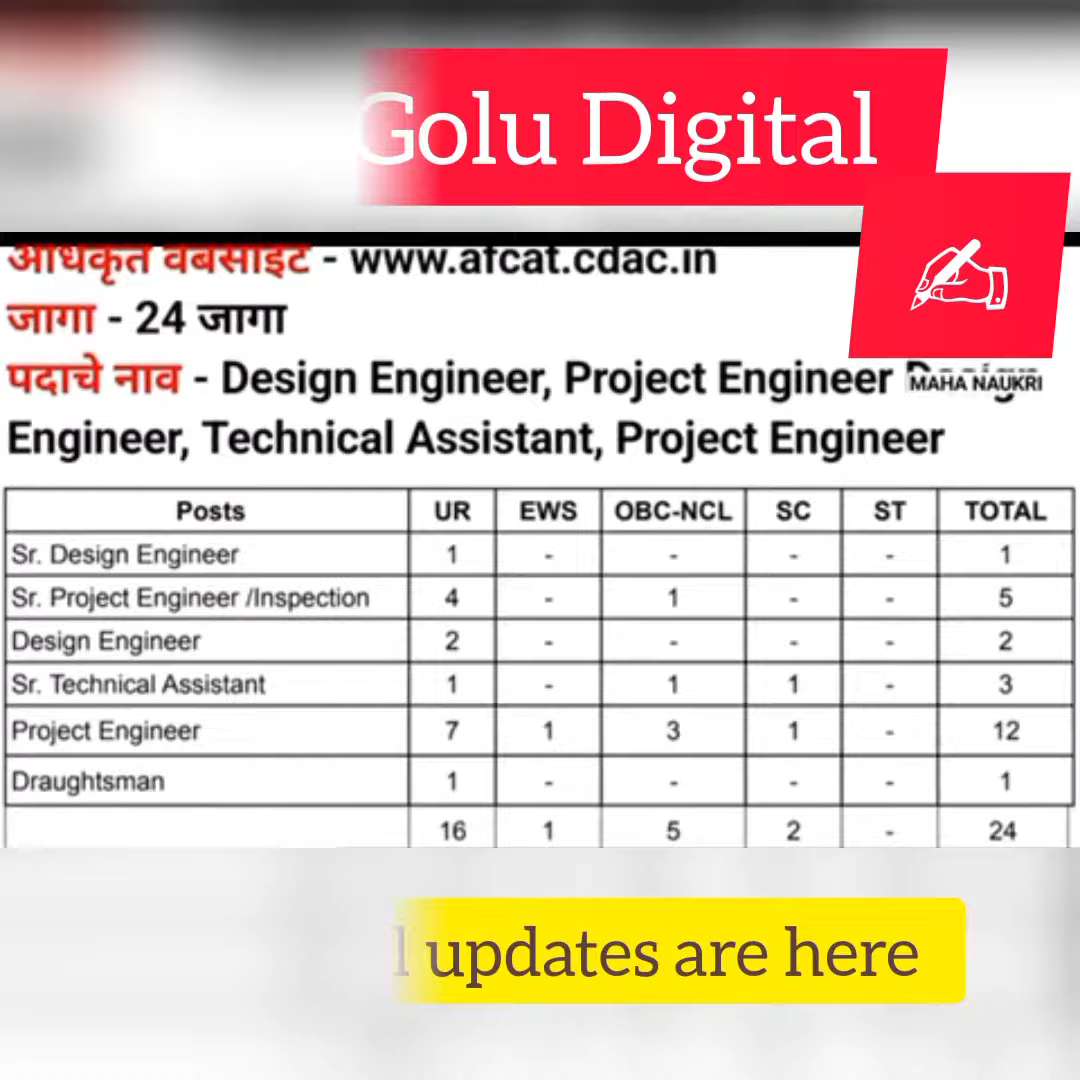 Golu Digital
अधिकृत वेबसाइट - www.afcat.cdac.in
जागा - 24 जागा
पदाचे नाव - Design Engineer, Project Engineer
MAHA NAUKRI
Engineer, Technical Assistant, Project Engineer
Posts UR EWS OBC-NCL SC ST TOTAL
Sr. Design Engineer 1 - - - - 1
Sr. Project Engineer /Inspection 4 - 1 - - 5
Design Engineer 2 - - - - 2
Sr. Technical Assistant 1 - 1 1 - 3
Project Engineer 7 1 3 1 - 12
Draughtsman 1 - - - - 1
16 1 5 2 - 24
updates are here